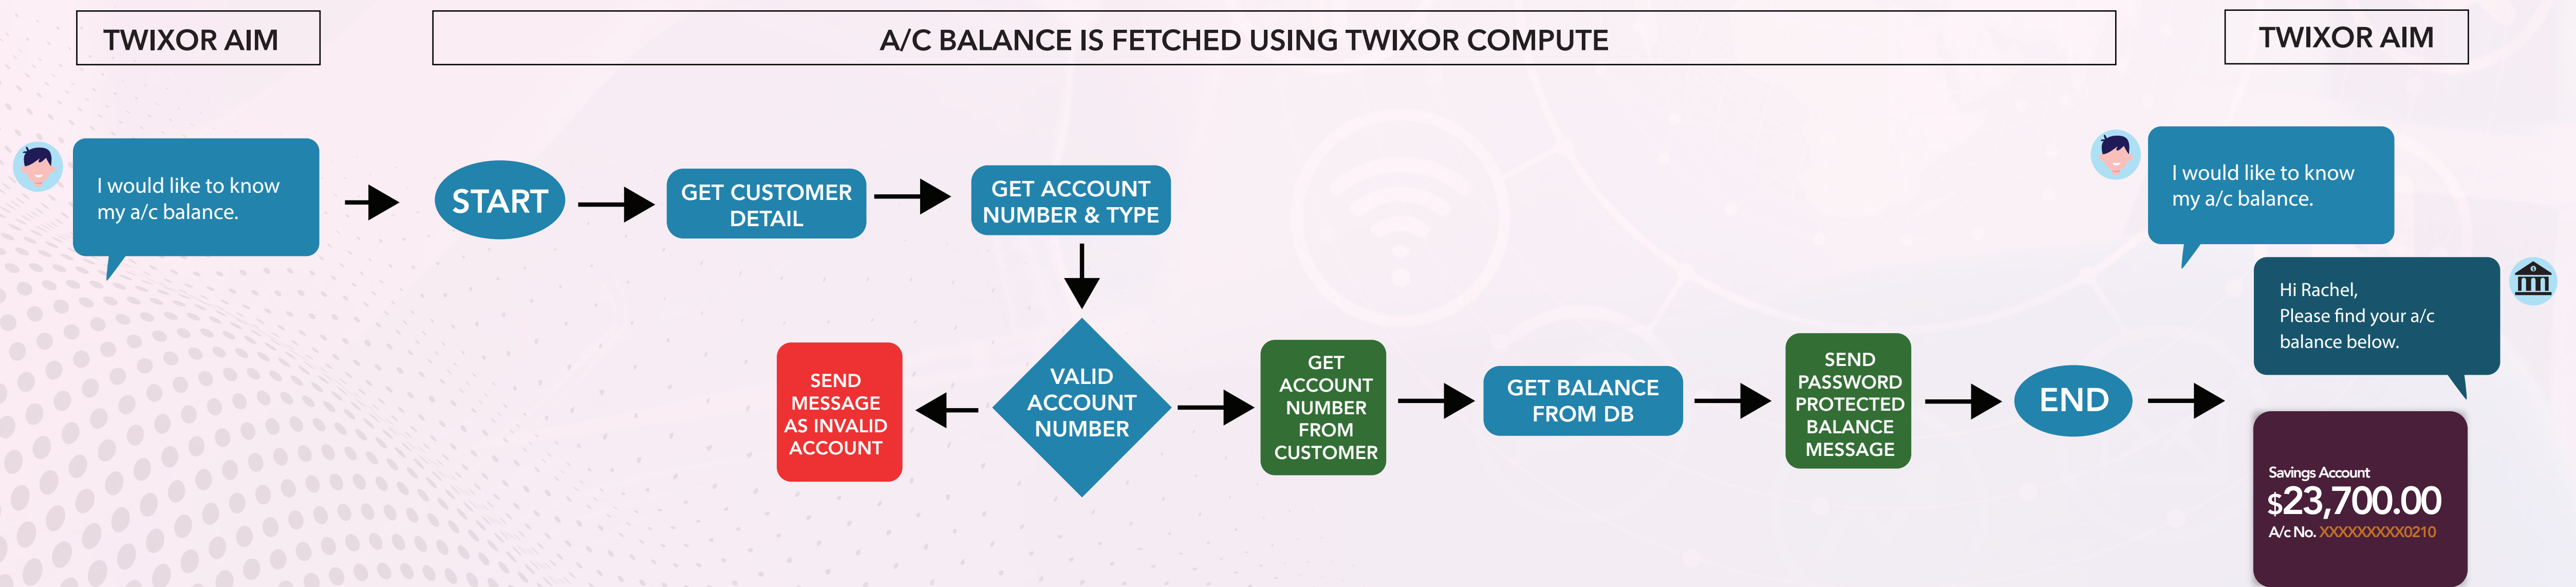 TWIXOR AIM
A/C BALANCE IS FETCHED USING TWIXOR COMPUTE
TWIXOR AIM
I would like to know
my a/c balance.
START
GET CUSTOMER
DETAIL
GET ACCOUNT
NUMBER & TYPE
VALID
ACCOUNT
NUMBER
SEND
MESSAGE
AS INVALID
ACCOUNT
GET
ACCOUNT
NUMBER
FROM
CUSTOMER
GET BALANCE
FROM DB
SEND
PASSWORD
PROTECTED
BALANCE
MESSAGE
END
I would like to know
my a/c balance.
Hi Rachel,
Please find your a/c
balance below.
Savings Account
$23,700.00
A/c No. XXXXXXXXX0210